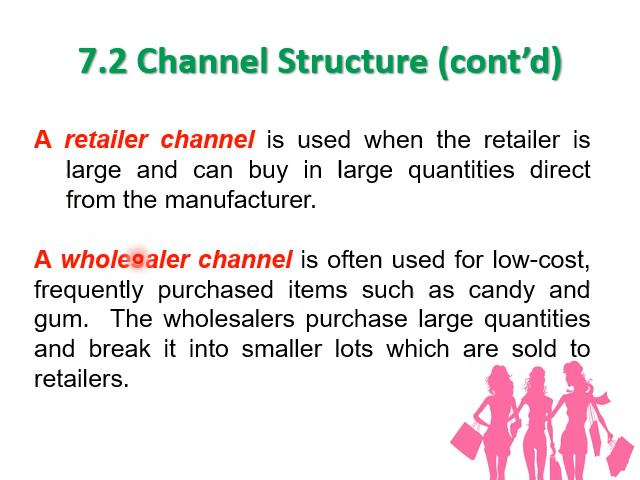 7.2 Channel Structure (cont’d)
A retailer channel is used when the retailer is
large and can buy in large quantities direct
from the manufacturer.
A wholesaler channel is often used for low-cost,
frequently purchased items such as candy and
gum.  The wholesalers purchase large quantities
and break it into smaller lots which are sold to
retailers.